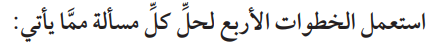 استعمل الخطوات الأربع لحلِّ كلِّ مسألة ممَّا يأتي: